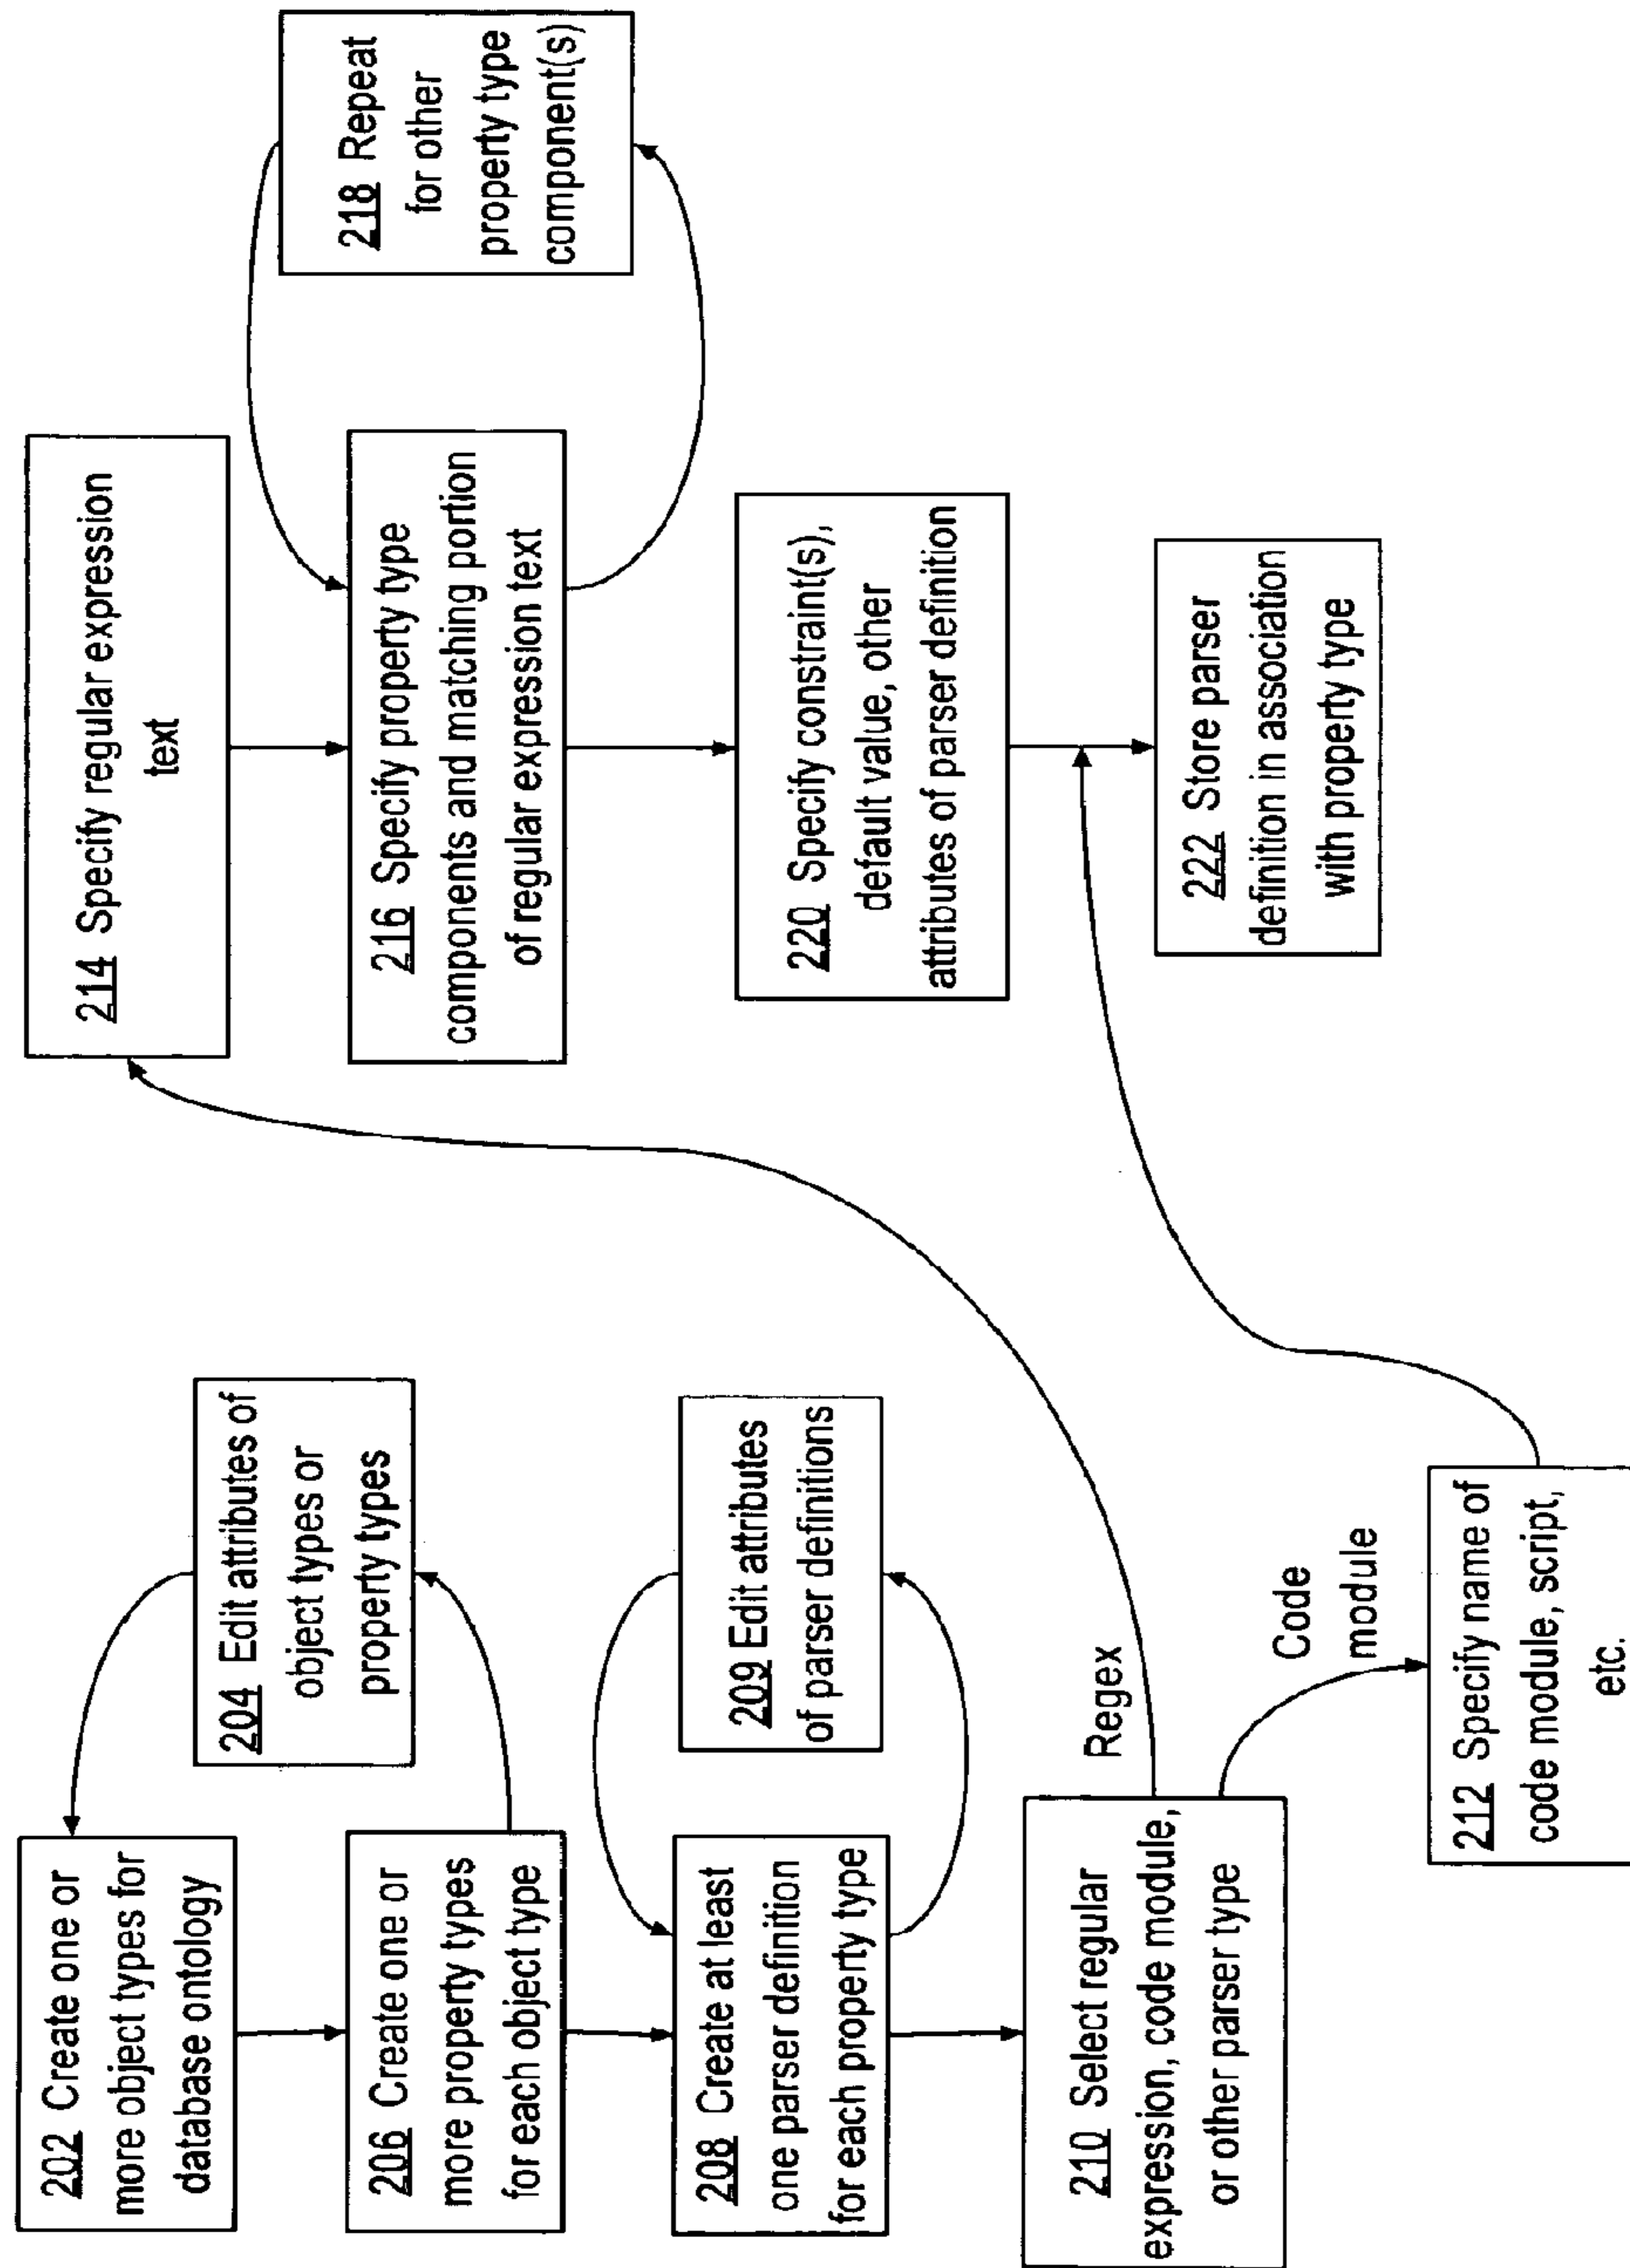 202 Create one or
more object types for
database ontology
204 Edit attributes of
object types or
property types
206 Create one or
more property types
for each object type
208 Create at least
one parser definition
for each property type
209 Edit attributes
of parser definitions
210 Select regular
expression, code module,
or other parser type
Regex
Code
module
212 Specify name of
code module, script,
etc.
214 Specify regular expression
text
216 Specify property type
components and matching portion
of regular expression text
218 Repeat
for other
property type
component(s)
220 Specify constraint(s),
default value, other
attributes of parser definition
222 Store parser
definition in association
with property type